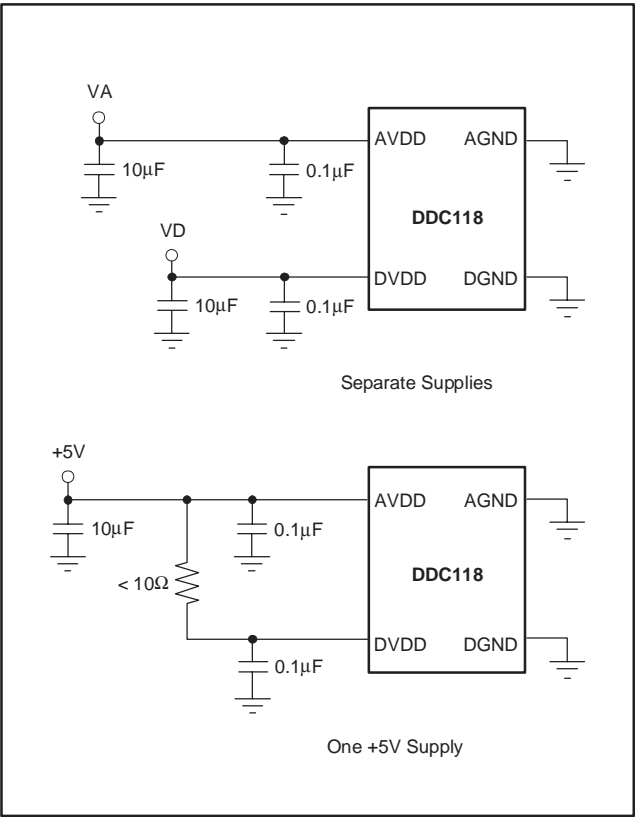 VA
AVDD AGND
10μF 0.1μF
DDC118
VD
DVDD DGND
10μF 0.1μF
Separate Supplies
+5V
AVDD AGND
10μF 0.1μF
DDC118
< 10Ω
DVDD DGND
0.1μF
One +5V Supply